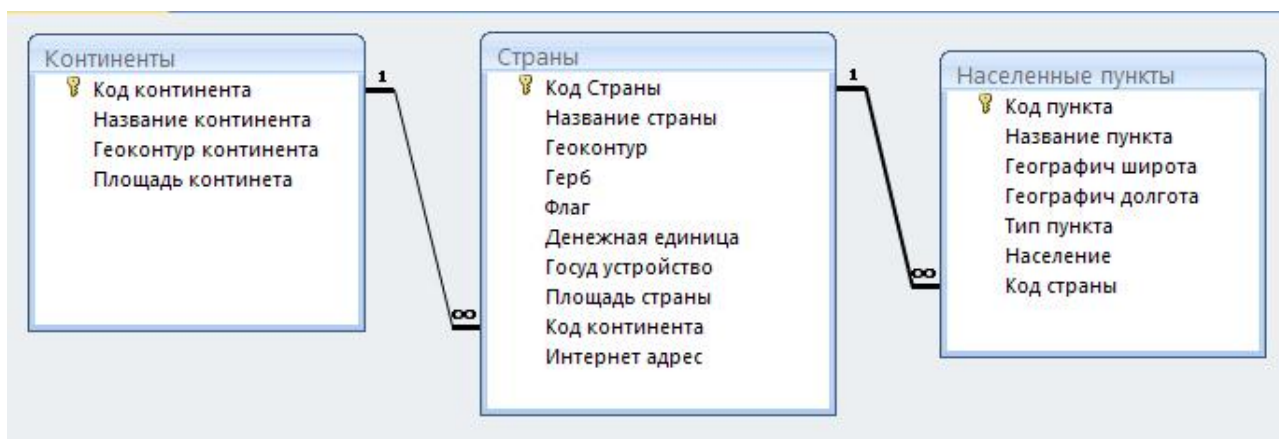 Континенты
Код континента
Название континента
Геоконтур континента
Площадь континета
1
∞
Страны
Код Страны
Название страны
Геоконтур
Герб
Флаг
Денежная единица
Госуд устройство
Площадь страны
Код континента
Интернет адрес
1
∞
Населенные пункты
Код пункта
Название пункта
Географич широта
Географич долгота
Тип пункта
Население
Код страны